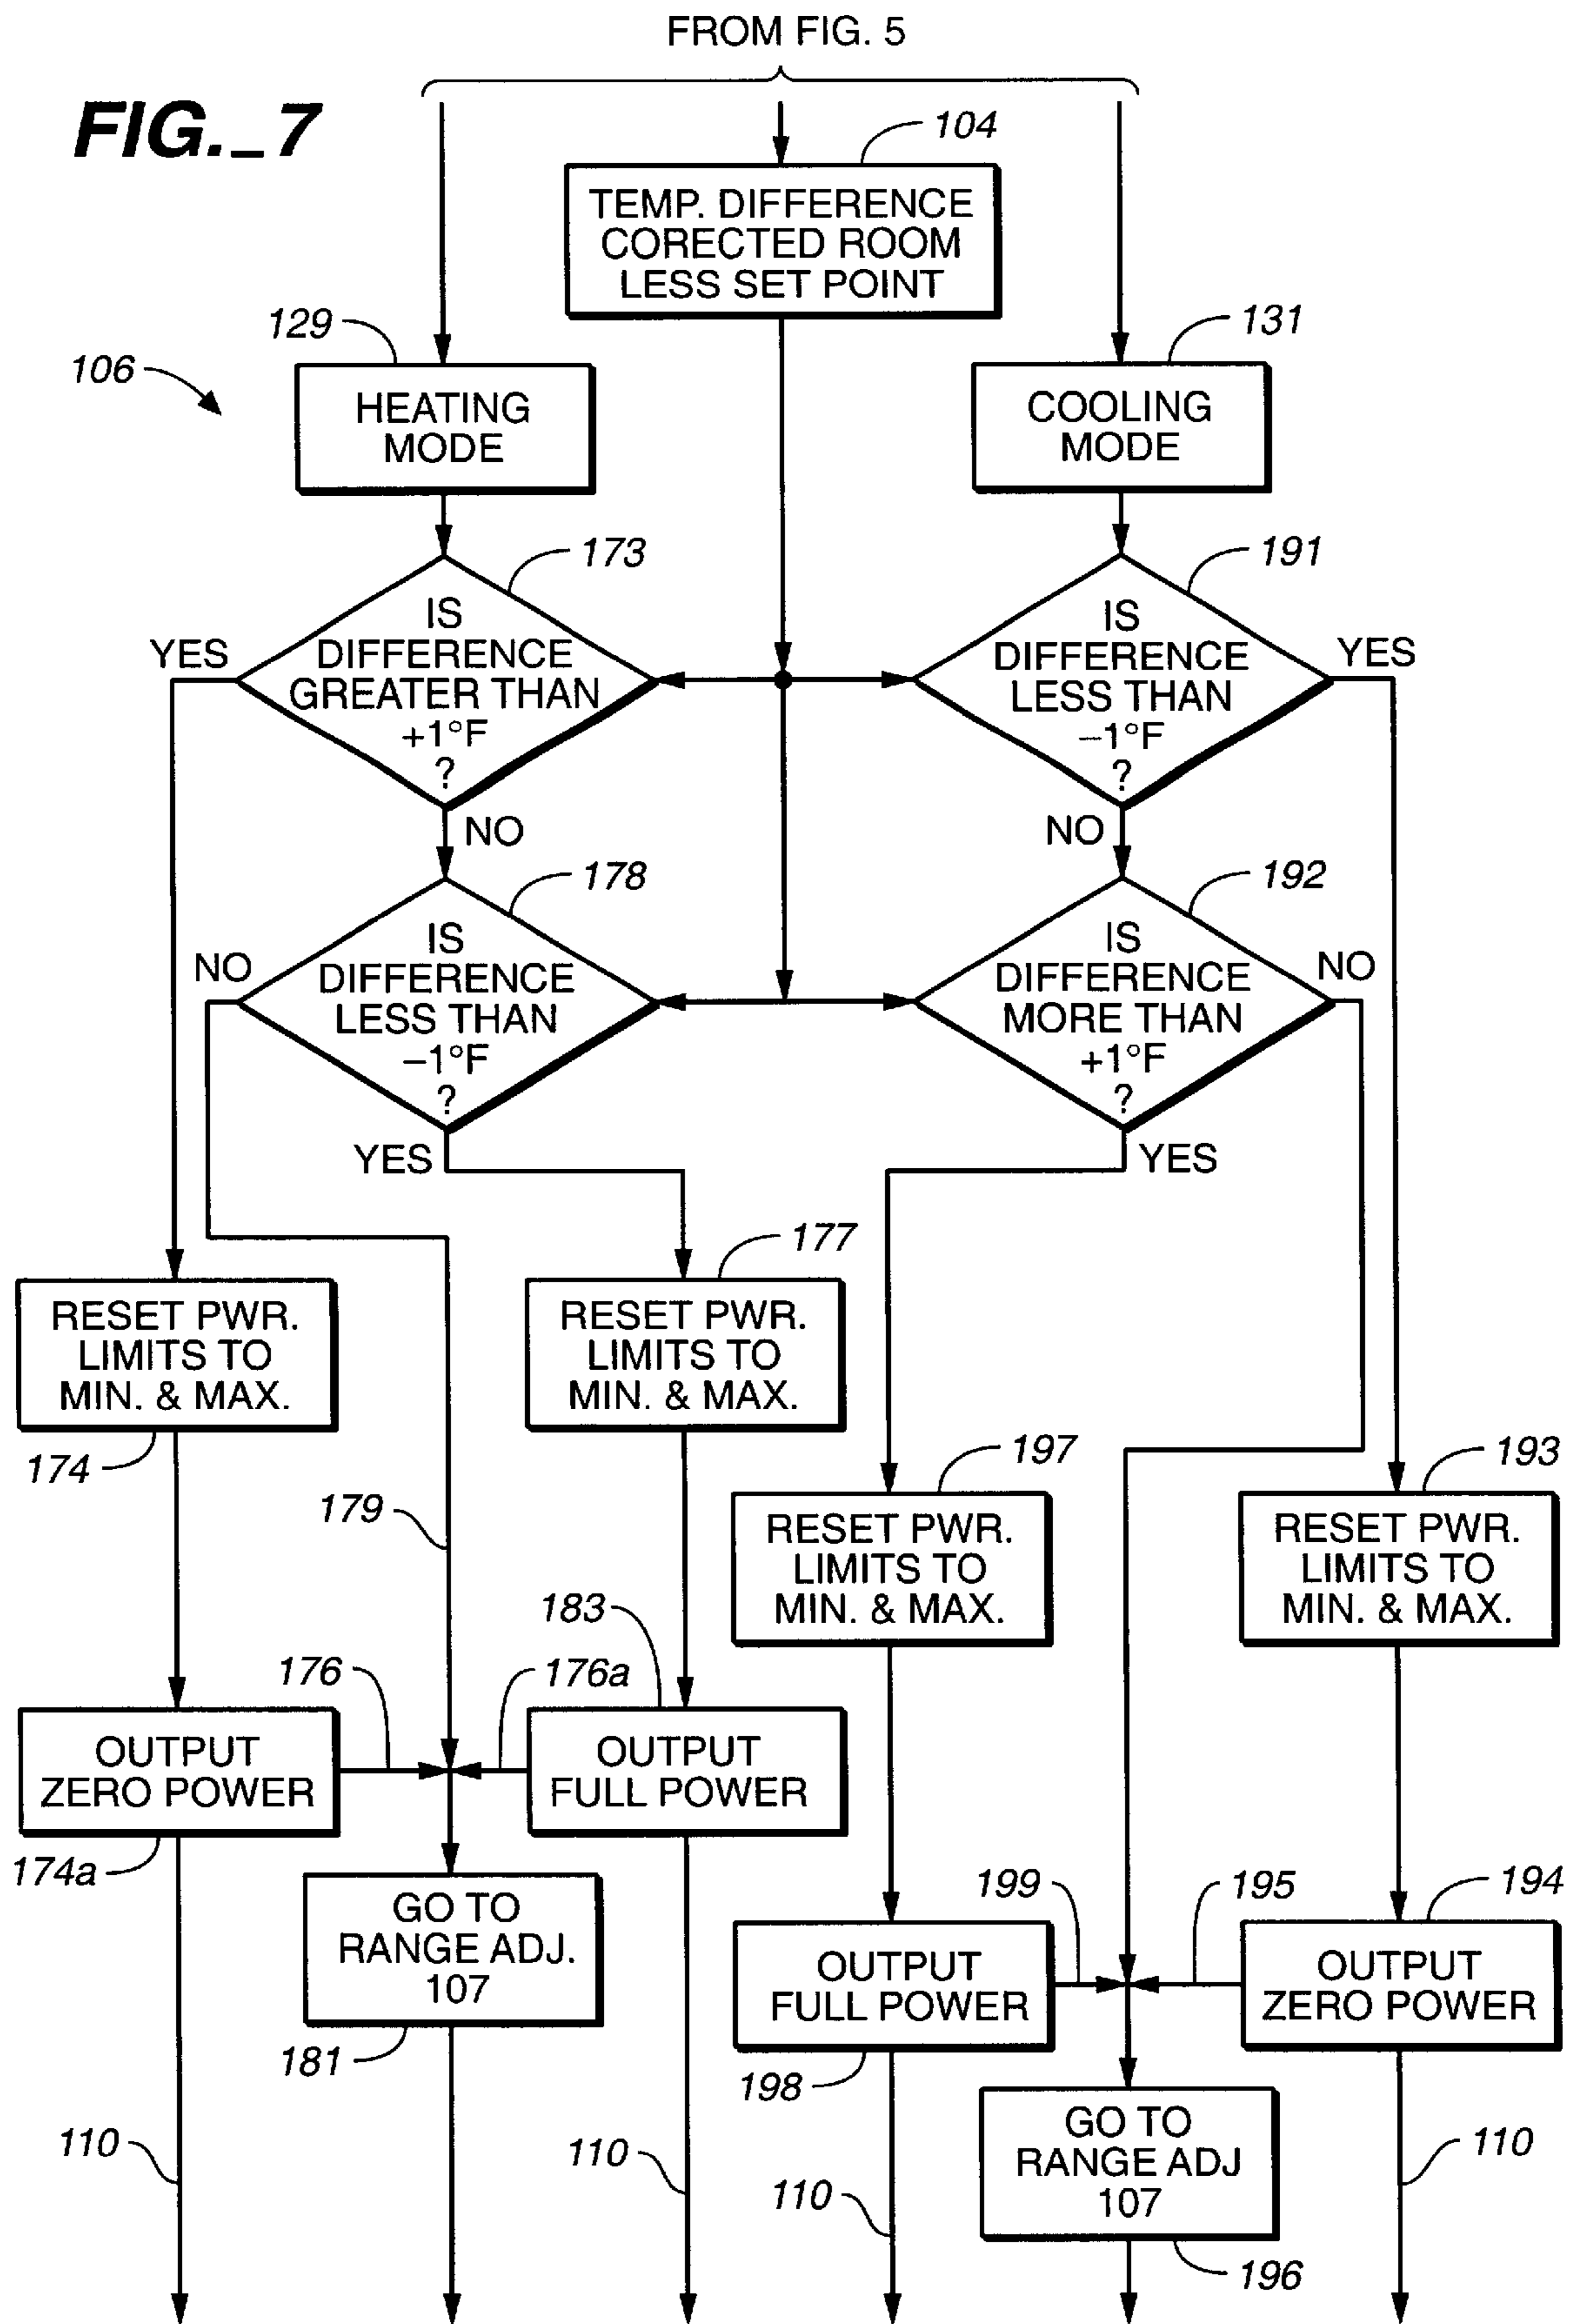 FROM FIG. 5
FIG._7
104
TEMP. DIFFERENCE
CORECTED ROOM
LESS SET POINT
129
131
106
HEATING
MODE
COOLING
MODE
173
191
IS
DIFFERENCE
GREATER THAN
+1°F
?
YES
NO
IS
DIFFERENCE
LESS THAN
–1°F
?
YES
NO
178
192
IS
DIFFERENCE
LESS THAN
–1°F
?
NO
YES
IS
DIFFERENCE
MORE THAN
+1°F
?
NO
YES
177
RESET PWR.
LIMITS TO
MIN. & MAX.
174
RESET PWR.
LIMITS TO
MIN. & MAX.
179
197
193
RESET PWR.
LIMITS TO
MIN. & MAX.
RESET PWR.
LIMITS TO
MIN. & MAX.
183
176
176a
OUTPUT
ZERO POWER
174a
OUTPUT
FULL POWER
GO TO
RANGE ADJ.
107
181
199
195
194
OUTPUT
FULL POWER
198
OUTPUT
ZERO POWER
GO TO
RANGE ADJ
107
196
110
110
110
110